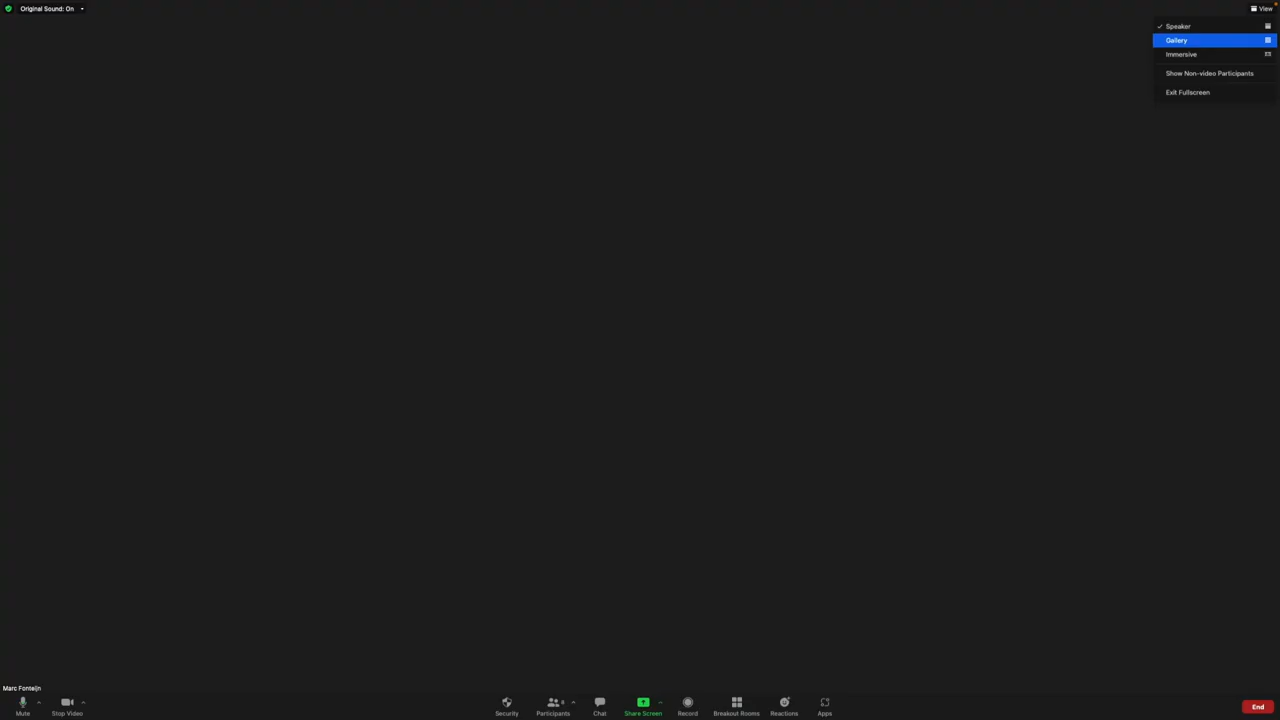 Original Sound: On
View
Speaker
Gallery
Immersive
Show Non-video Participants
Exit Fullscreen
Marc Fonteijn
Mute
Stop Video
Security
Participants
Chat
Share Screen
Record
Breakout Rooms
Reactions
Apps
End